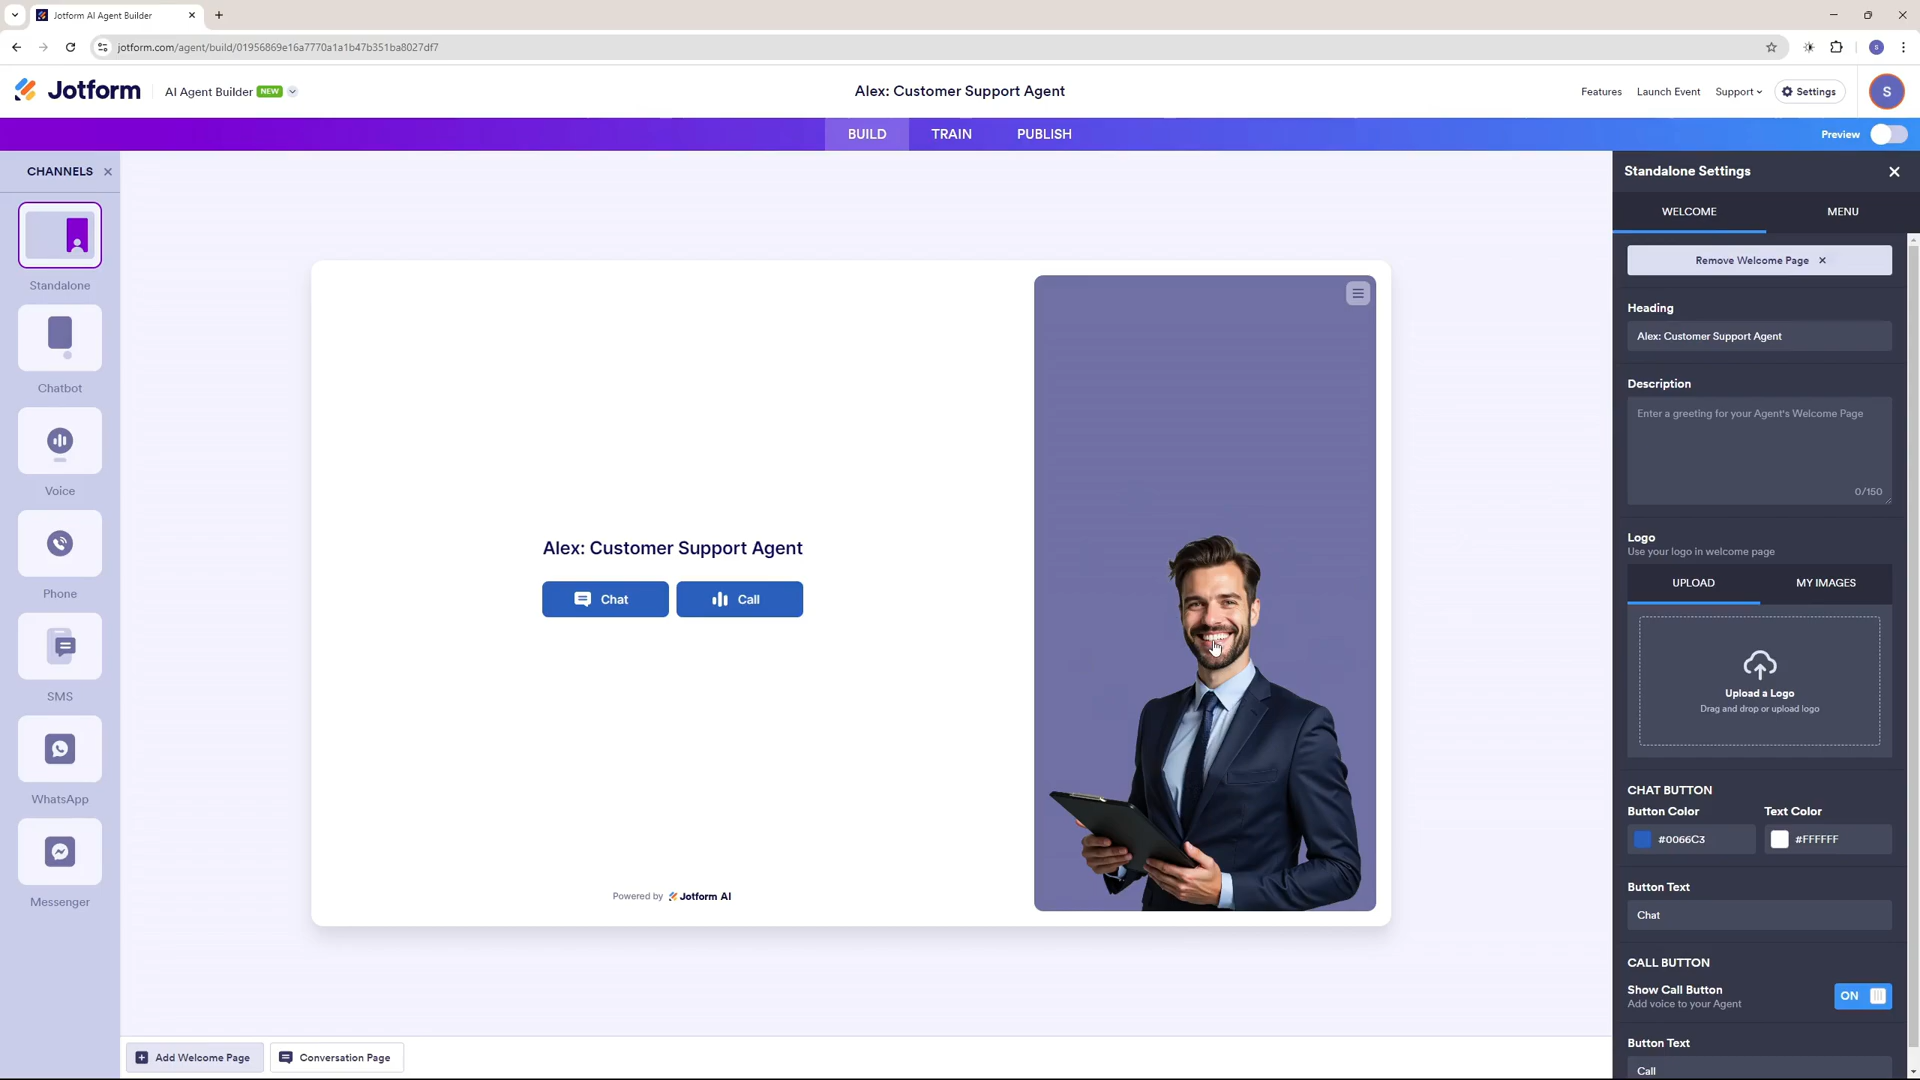 Jotform AI Agent Builder
jotform.com/agent/build/01956869e16a7770a1a1b47b351ba8027df7
S
Jotform
AI Agent Builder NEW
Alex: Customer Support Agent
Features
Launch Event
Support
Settings
S
BUILD
TRAIN
PUBLISH
Preview
CHANNELS
Standalone
Chatbot
Voice
Phone
SMS
WhatsApp
Messenger
Alex: Customer Support Agent
Chat
Call
Powered by Jotform AI
Add Welcome Page
Conversation Page
Standalone Settings
WELCOME
MENU
Remove Welcome Page
Heading
Alex: Customer Support Agent
Description
Enter a greeting for your Agent's Welcome Page
0/150
Logo
Use your logo in welcome page
UPLOAD
MY IMAGES
Upload a Logo
Drag and drop or upload logo
CHAT BUTTON
Button Color
Text Color
#0066C3
#FFFFFF
Button Text
Chat
CALL BUTTON
Show Call Button
Add voice to your Agent
ON
Button Text
Call